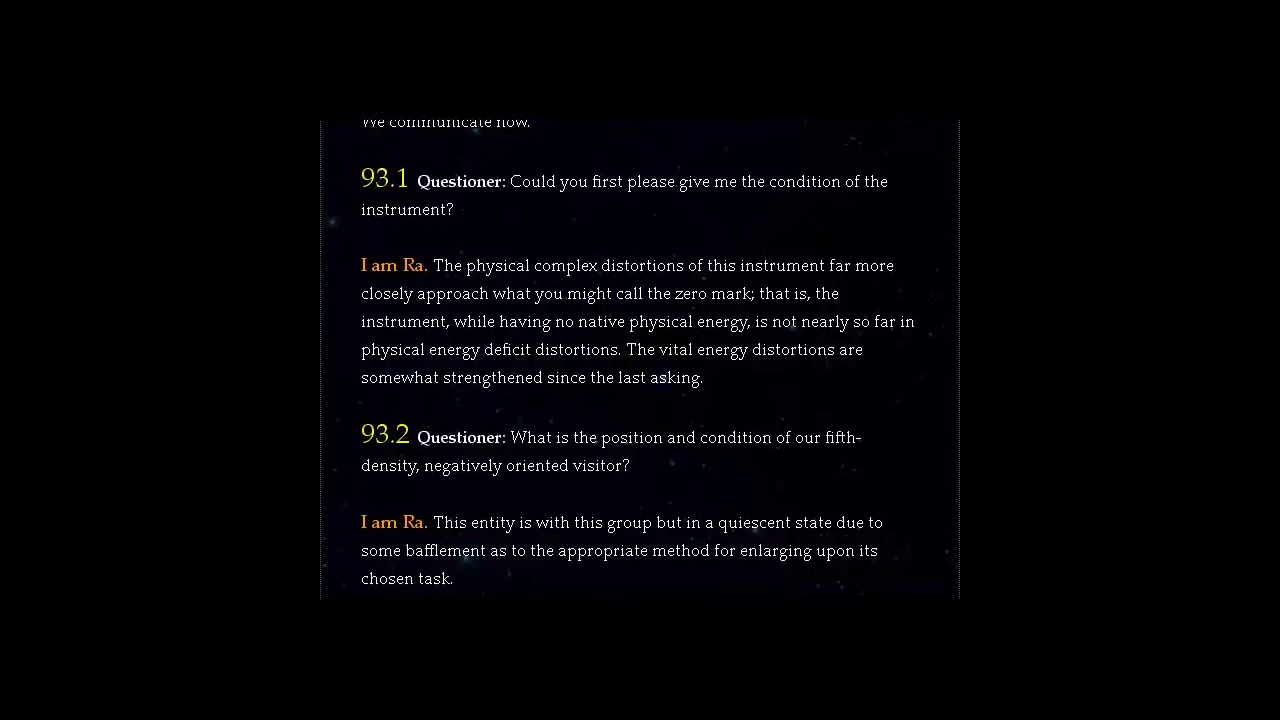 We communicate now.
93.1 Questioner: Could you first please give me the condition of the
instrument?
I am Ra. The physical complex distortions of this instrument far more
closely approach what you might call the zero mark; that is, the
instrument, while having no native physical energy, is not nearly so far in
physical energy deficit distortions. The vital energy distortions are
somewhat strengthened since the last asking.
93.2 Questioner: What is the position and condition of our fifth-
density, negatively oriented visitor?
I am Ra. This entity is with this group but in a quiescent state due to
some bafflement as to the appropriate method for enlarging upon its
chosen task.